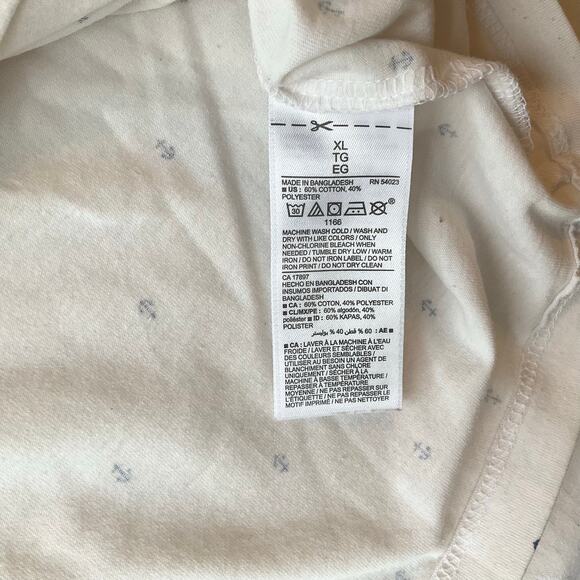 XL
TG
EG
MADE IN BANGLADESH RN 54023
■ US: 60% COTTON, 40%
POLYESTER
30 ®
1166
MACHINE WASH COLD / WASH AND
DRY WITH LIKE COLORS / ONLY
NON-CHLORINE BLEACH WHEN
NEEDED / TUMBLE DRY LOW / WARM
IRON / DO NOT IRON LABEL / DO NOT
IRON PRINT / DO NOT DRY CLEAN
CA 17897
HECHO EN BANGLADESH CON
INSUMOS IMPORTADOS / DIBUAT DI
BANGLADESH
■ CA : 60% COTON, 40% POLYESTER
■ CL/MX/PE : 60% algodón, 40%
poliéster ■ ID : 60% KAPAS, 40%
POLISTER
■ AE : 60 % قطن 40 % بوليستر
■ CA : LAVER À LA MACHINE À L'EAU
FROIDE / LAVER ET SÉCHER AVEC
DES COULEURS SEMBLABLES /
UTILISER AU BESOIN UN AGENT DE
BLANCHIMENT SANS CHLORE
UNIQUEMENT / SÉCHER À LA
MACHINE À BASSE TEMPÉRATURE /
REPASSER À TEMPÉRATURE
MOYENNE / NE PAS REPASSER LE
MOTIF IMPRIMÉ / NE PAS NETTOYER